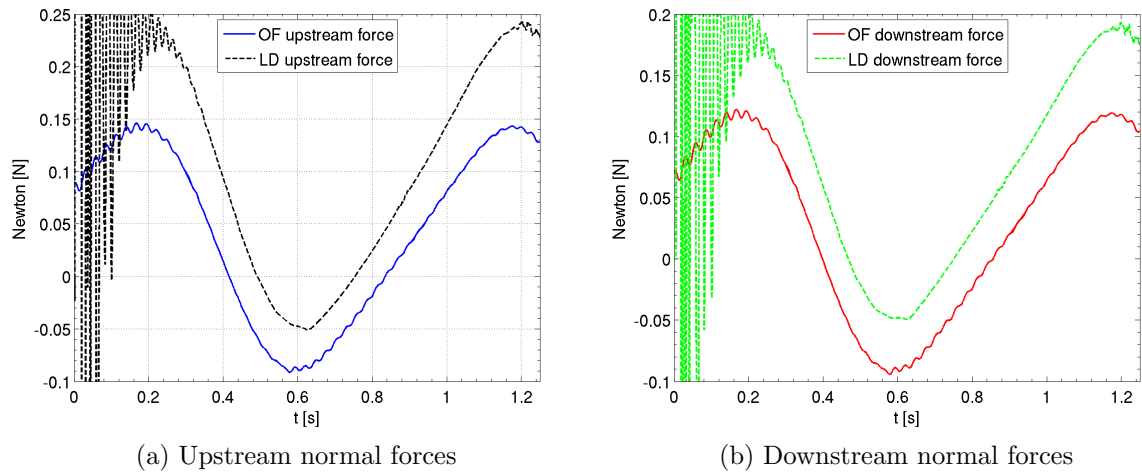 0.25
0.2
0.15
0.1
0.05
0
-0.05
-0.1
Newton [N]
OF upstream force
LD upstream force
0 0.2 0.4 0.6 0.8 1 1.2
t [s]
(a) Upstream normal forces
0.2
0.15
0.1
0.05
0
-0.05
-0.1
Newton [N]
OF downstream force
LD downstream force
0 0.2 0.4 0.6 0.8 1 1.2
t [s]
(b) Downstream normal forces